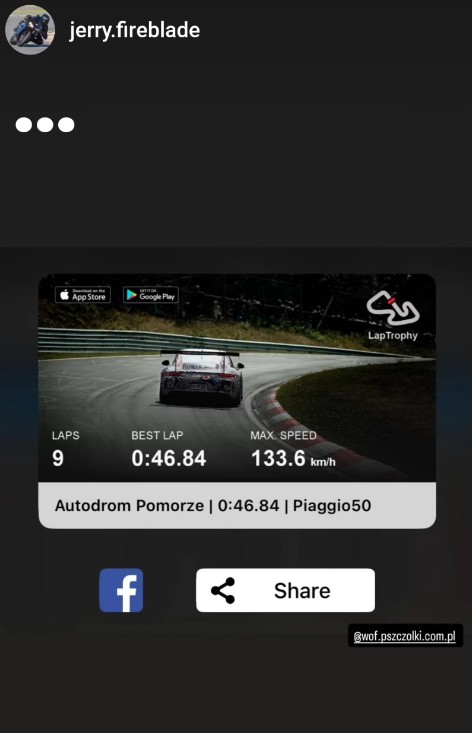 jerry.fireblade
Download on the
App Store
GET IT ON
Google Play
LapTrophy
LAPS
9
BEST LAP
0:46.84
MAX. SPEED
133.6 km/h
Autodrom Pomorze | 0:46.84 | Piaggio50
f
Share
@wof.pszczolki.com.pl